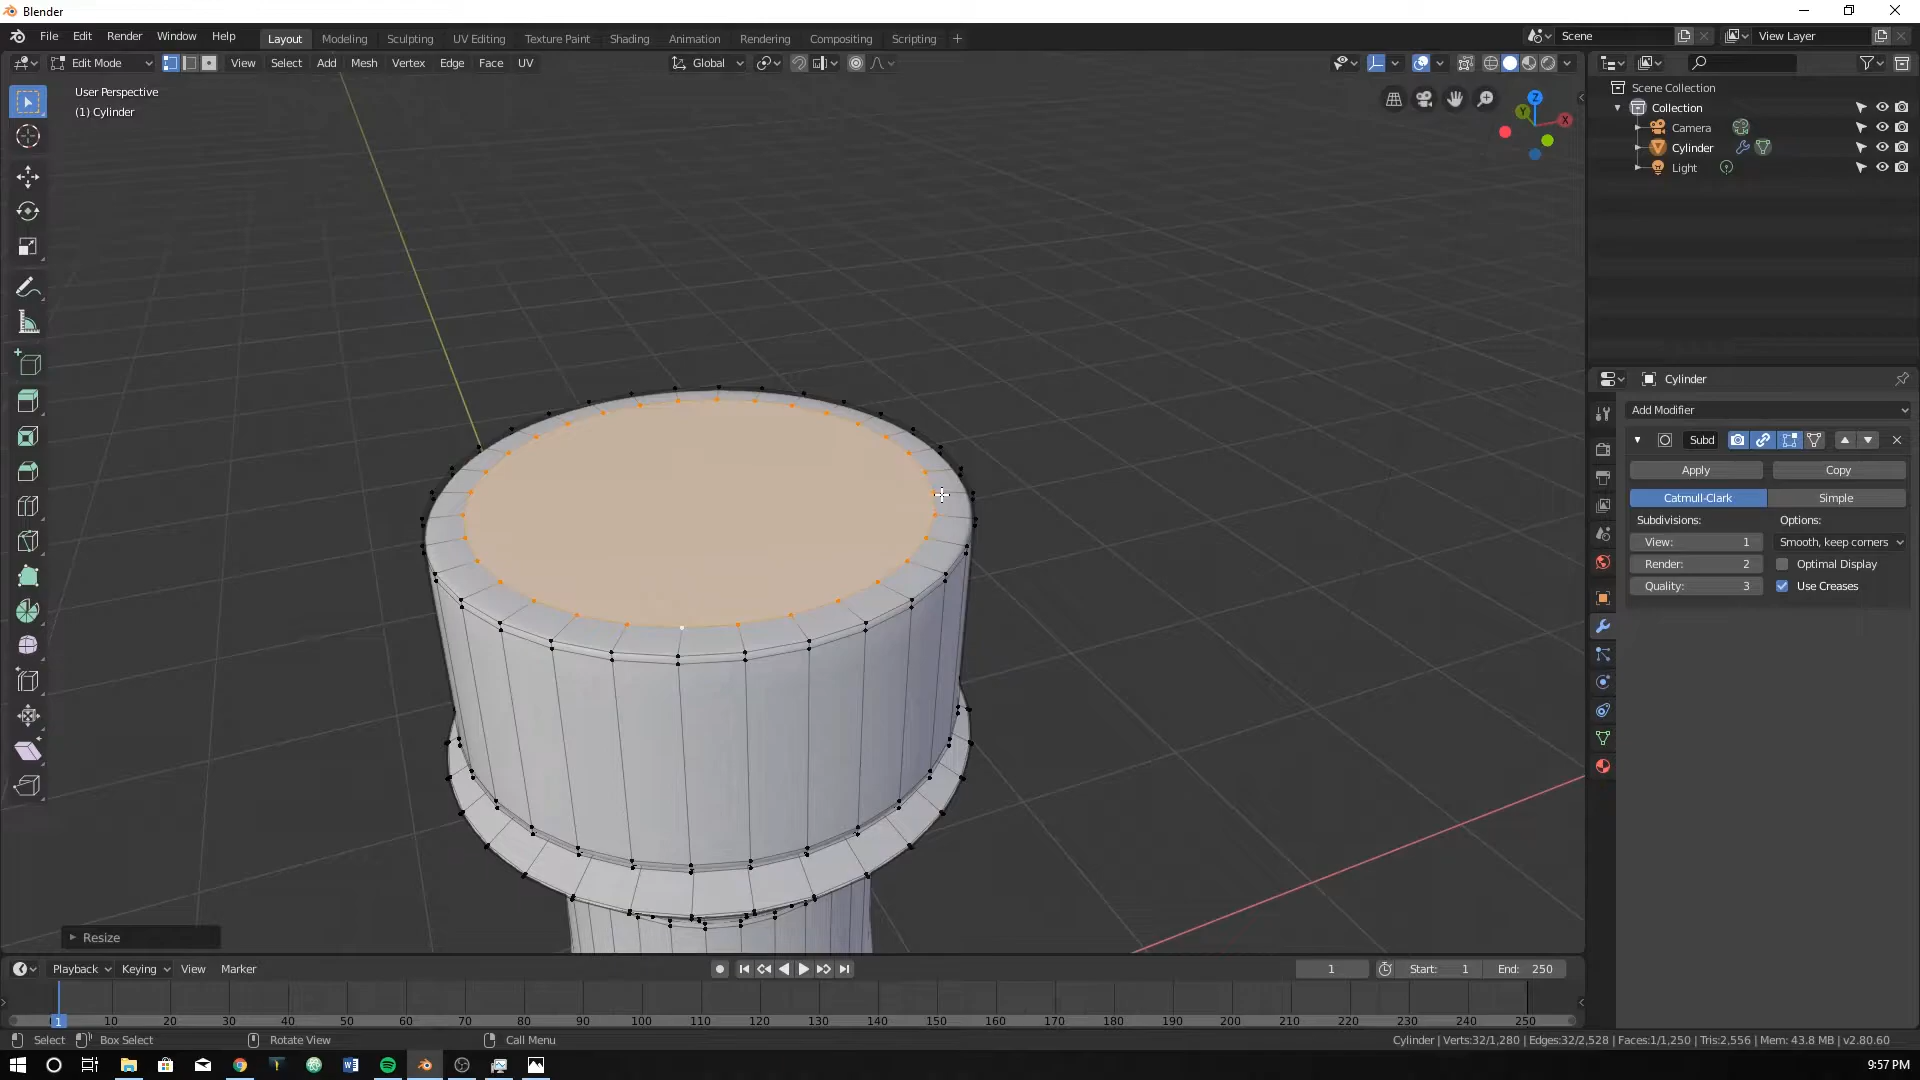 Blender
File Edit Render Window Help
Layout Modeling Sculpting UV Editing Texture Paint Shading Animation Rendering Compositing Scripting +
Scene
View Layer
Edit Mode View Select Add Mesh Vertex Edge Face UV
Global
User Perspective
(1) Cylinder
Z
Y
X
Scene Collection
Collection
Camera
Cylinder
Light
Cylinder
Add Modifier
Subd
Apply Copy
Catmull-Clark Simple
Subdivisions: Options:
View: 1 Smooth, keep corners
Render: 2 Optimal Display
Quality: 3 Use Creases
Resize
Playback Keying View Marker
1 Start: 1 End: 250
1 10 20 30 40 50 60 70 80 90 100 110 120 130 140 150 160 170 180 190 200 210 220 230 240 250
Select Box Select Rotate View Call Menu
Cylinder | Verts:32/1,280 | Edges:32/2,528 | Faces:1/1,250 | Tris:2,556 | Mem: 43.8 MB | v2.80.60
9:57 PM